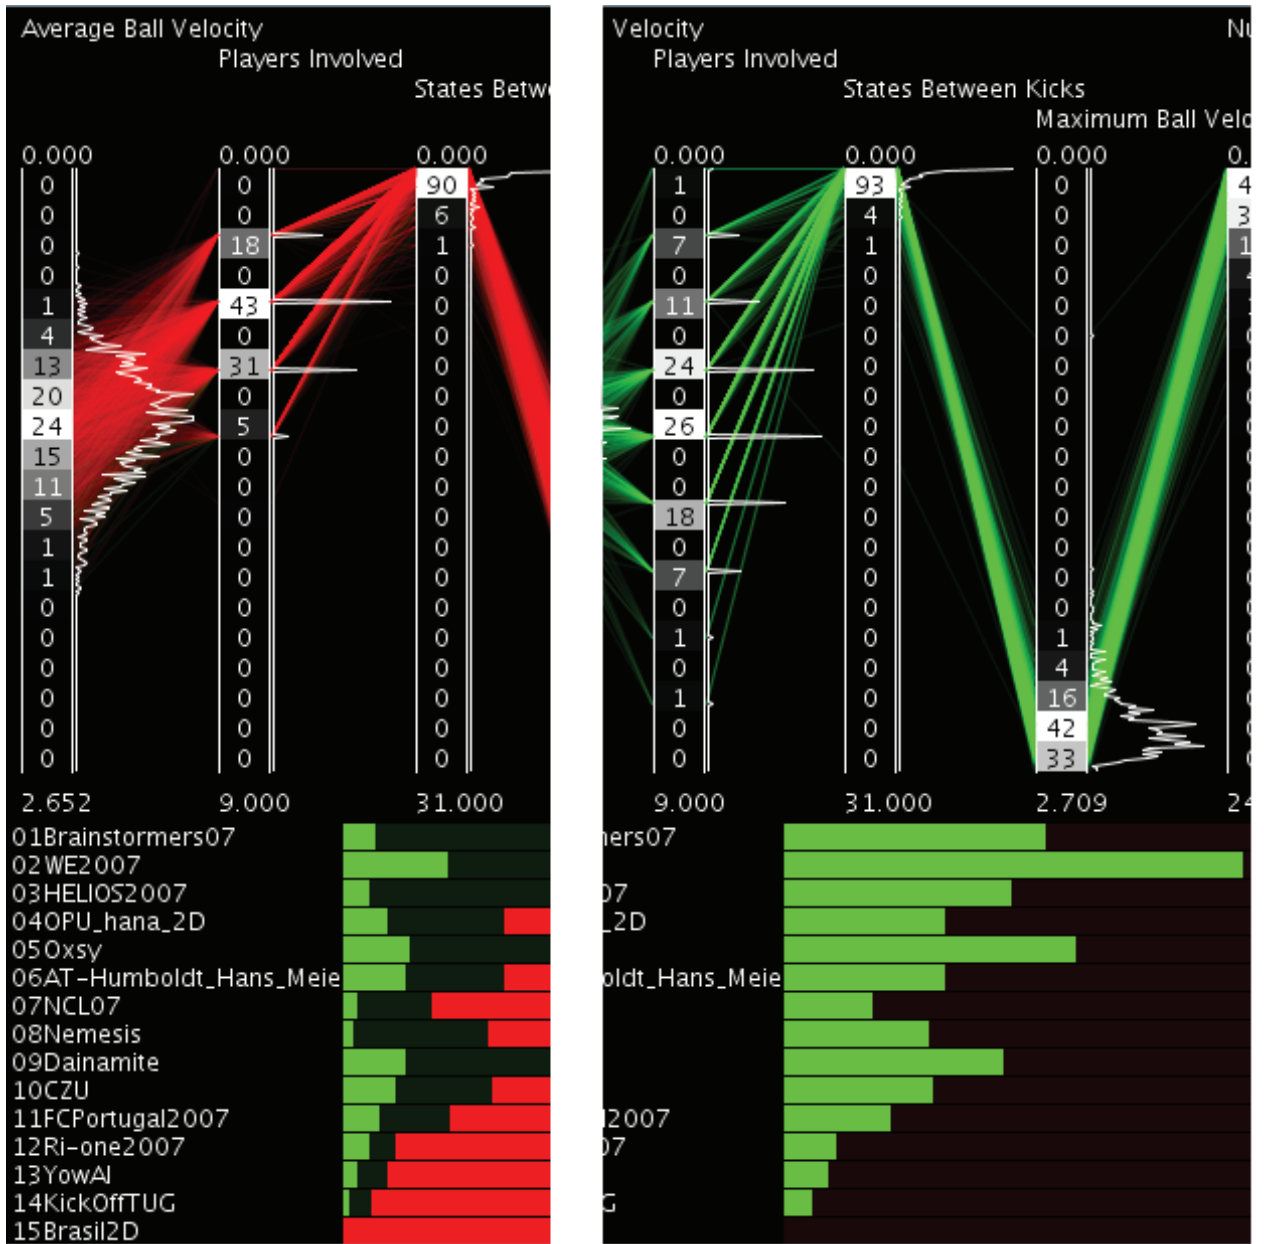 Average Ball Velocity
Players Involved
States Betw
0.000 0.000 0.000
0 0 90
0 0 6
0 18 1
0 0 0
1 43 0
4 0 0
13 31 0
20 0 0
24 5 0
15 0 0
11 0 0
5 0 0
1 0 0
1 0 0
0 0 0
0 0 0
0 0 0
0 0 0
0 0 0
0 0 0
2.652 9.000 31.000
01Brainstormers07
02WE2007
03HELIOS2007
04OPU_hana_2D
05Oxsy
06AT-Humboldt_Hans_Meie
07NCL07
08Nemesis
09Dainamite
10CZU
11FCPortugal2007
12Ri-one2007
13YowAI
14KickOffTUG
15Brasil2D
Velocity
Players Involved
States Between Kicks
Maximum Ball Velo
0.000 0.000 0.000 0.
1 93 0 4
0 4 0 3
7 1 0 1
0 0 0
11 0 0
0 0 0
24 0 0
0 0 0
26 0 0
0 0 0
0 0 0
18 0 0
0 0 0
7 0 0
0 0 0
1 0 1
0 0 4
1 0 16
0 0 42
0 0 33
9.000 31.000 2.709 24
ners07
07
_2D
oldt_Hans_Meie
l2007
07
G